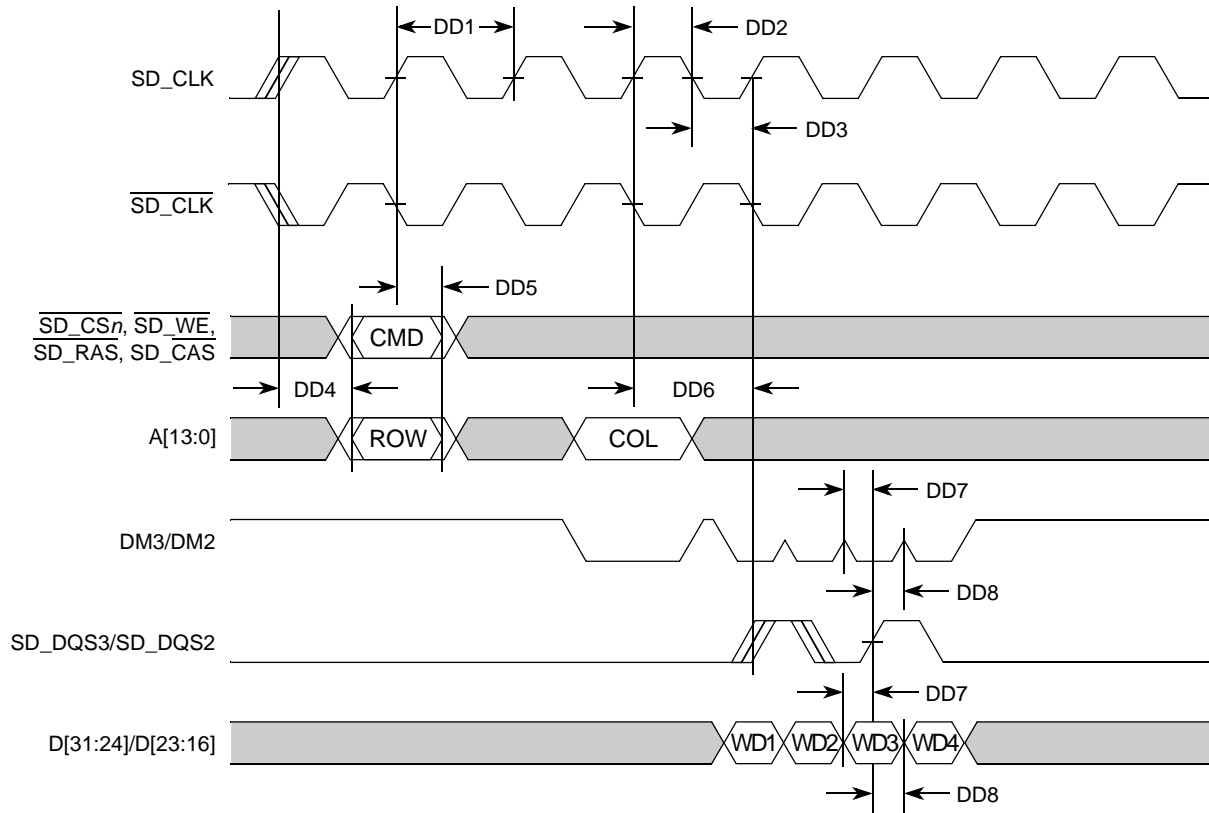 DD1
DD2
SD_CLK
DD3
SD_CLK
DD5
SD_CSn, SD_WE,
SD_RAS, SD_CAS
CMD
DD4
DD6
A[13:0]
ROW
COL
DD7
DM3/DM2
DD8
SD_DQS3/SD_DQS2
DD7
D[31:24]/D[23:16]
WD1
WD2
WD3
WD4
DD8